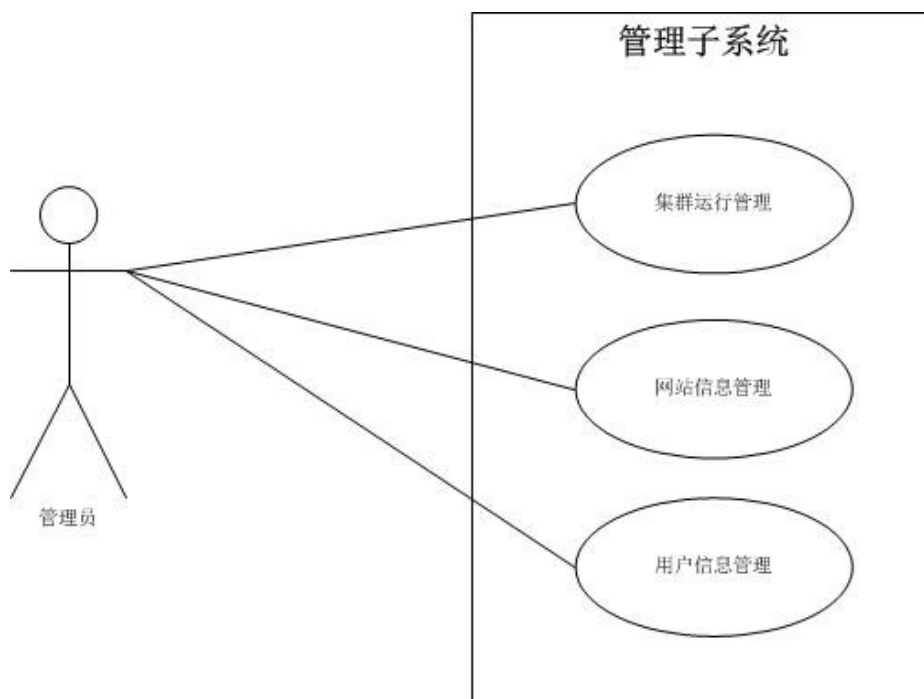 管理子系统
集群运行管理
网站信息管理
管理员
用户信息管理